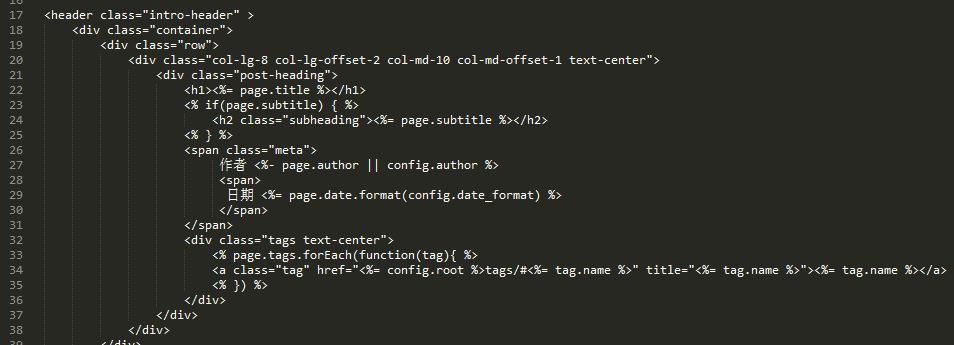 17 <header class="intro-header" >
18 <div class="container">
19 <div class="row">
20 <div class="col-lg-8 col-lg-offset-2 col-md-10 col-md-offset-1 text-center">
21 <div class="post-heading">
22 <h1><%= page.title %></h1>
23 <% if(page.subtitle) { %>
24 <h2 class="subheading"><%= page.subtitle %></h2>
25 <% } %>
26 <span class="meta">
27 作者 <%- page.author || config.author %>
28 <span>
29 日期 <%= page.date.format(config.date_format) %>
30 </span>
31 </span>
32 <div class="tags text-center">
33 <% page.tags.forEach(function(tag){ %>
34 <a class="tag" href="<%= config.root %>tags/#<%= tag.name %>" title="<%= tag.name %>"><%= tag.name %></a>
35 <% }) %>
36 </div>
37 </div>
38 </div>
39 </div>